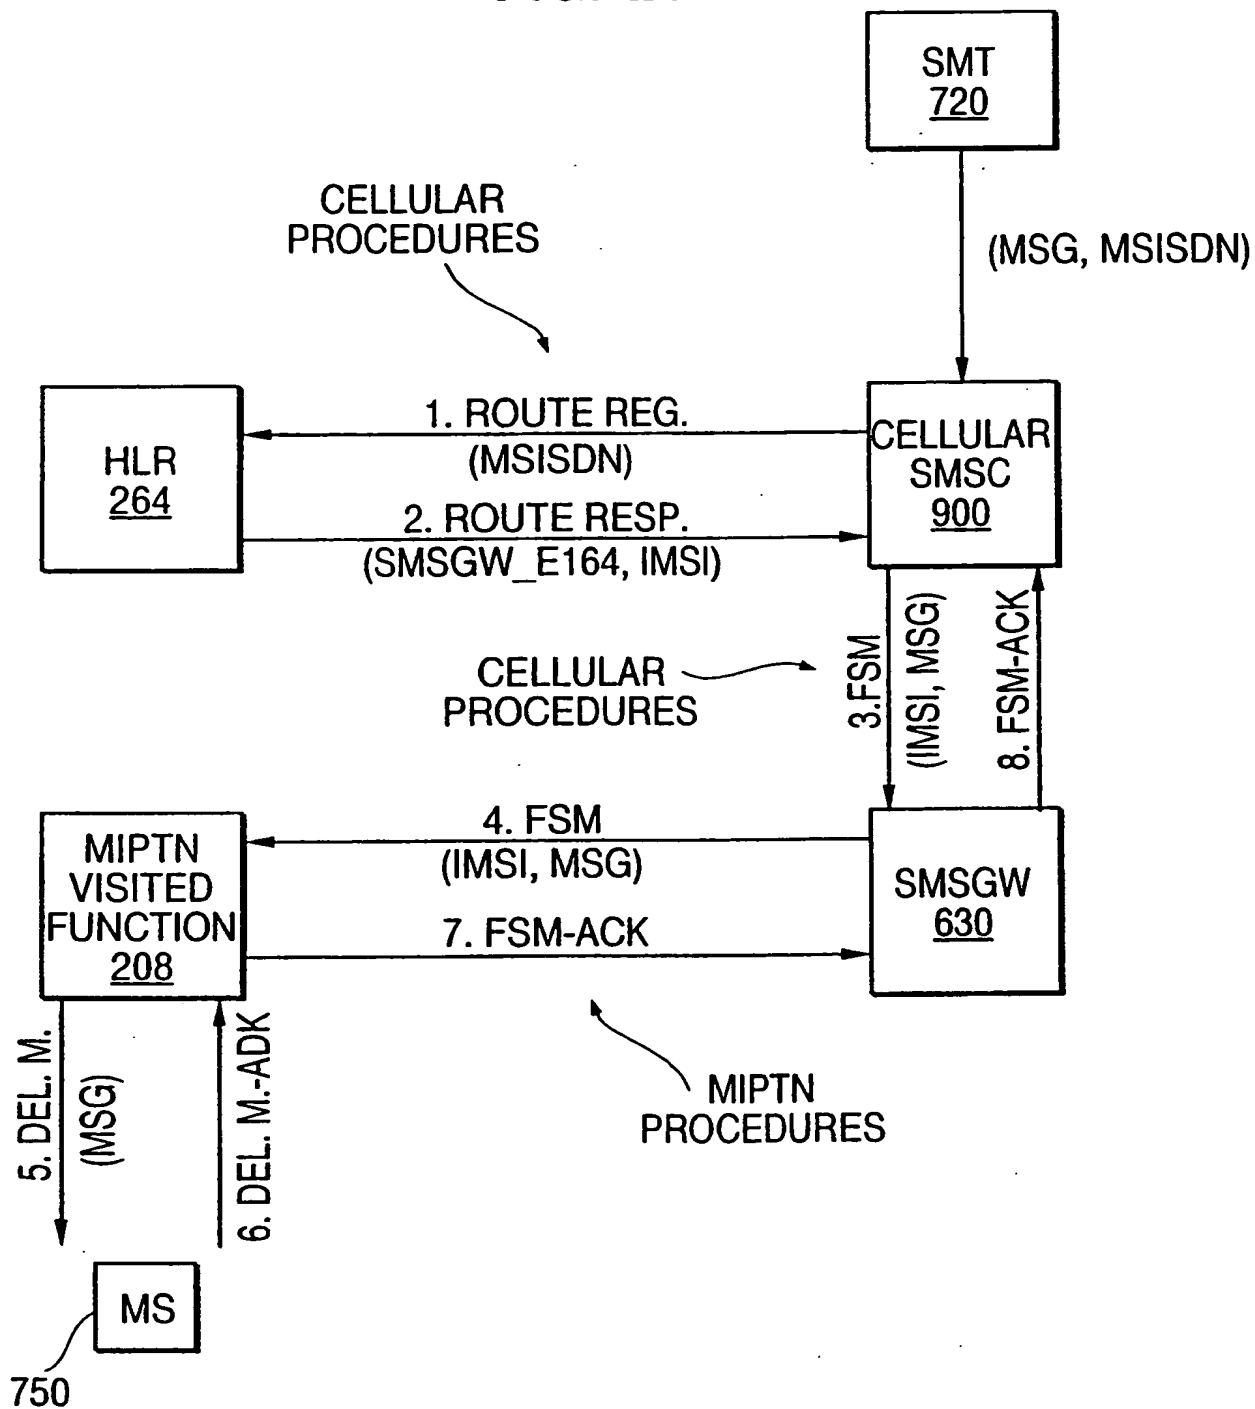 SMT
720
CELLULAR
PROCEDURES
(MSG, MSISDN)
1. ROUTE REG.
(MSISDN)
HLR
264
CELLULAR
SMSC
900
2. ROUTE RESP.
(SMSGW_E164, IMSI)
CELLULAR
PROCEDURES
3.FSM
(IMSI, MSG)
8. FSM-ACK
MIPTN
VISITED
FUNCTION
208
4. FSM
(IMSI, MSG)
7. FSM-ACK
SMSGW
630
5. DEL. M.
(MSG)
6. DEL. M.-ADK
MIPTN
PROCEDURES
MS
750